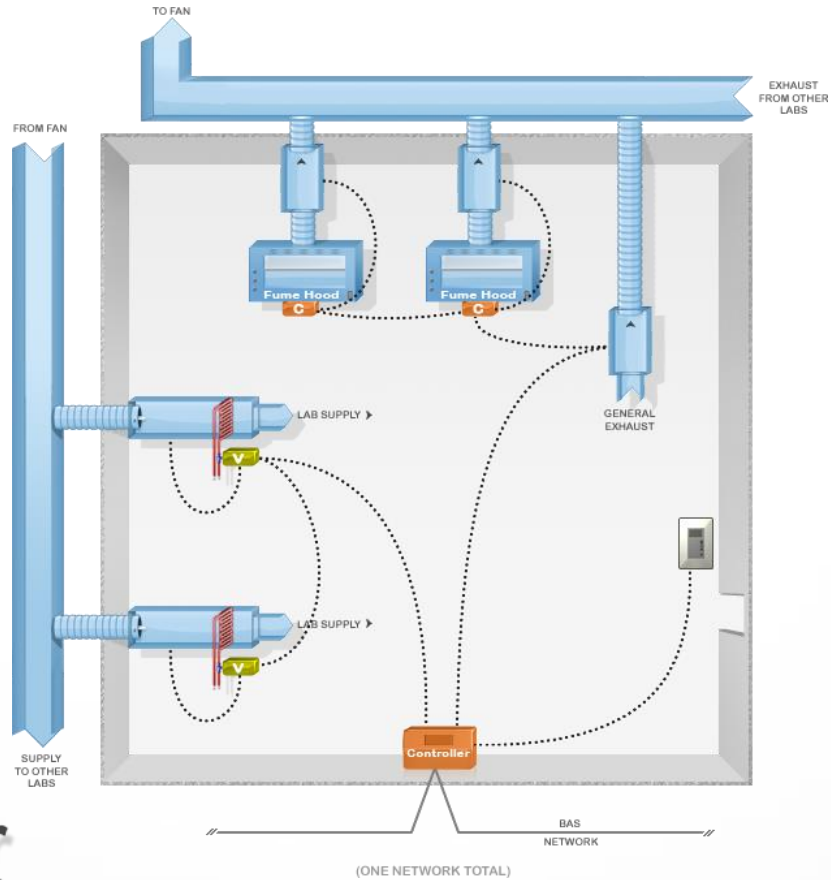 TO FAN
EXHAUST
FROM OTHER
LABS
FROM FAN
Fume Hood
Fume Hood
C
C
LAB SUPPLY
GENERAL
EXHAUST
V
LAB SUPPLY
V
Controller
SUPPLY
TO OTHER
LABS
BAS
NETWORK
(ONE NETWORK TOTAL)